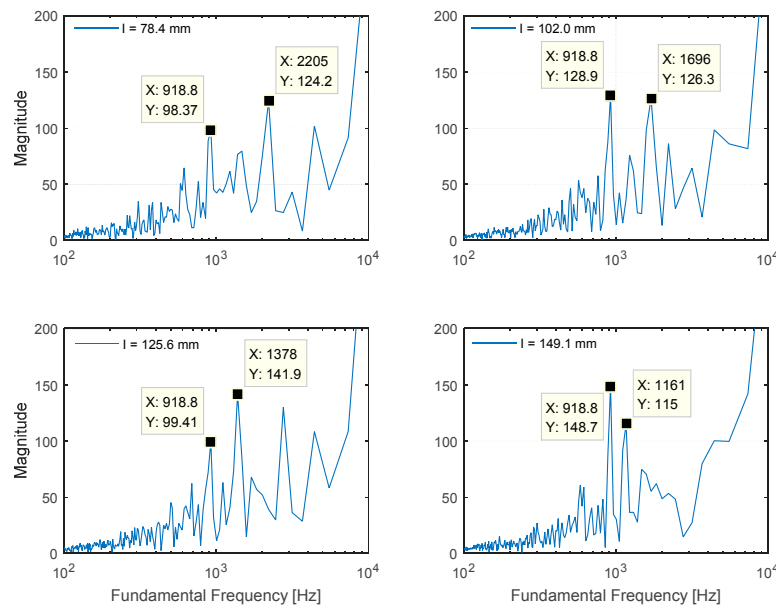 I = 78.4 mm
X: 2205
Y: 124.2
X: 918.8
Y: 98.37
Magnitude
200
150
100
50
0
10^2
10^3
10^4
I = 102.0 mm
X: 918.8
Y: 128.9
X: 1696
Y: 126.3
200
150
100
50
0
10^2
10^3
10^4
I = 125.6 mm
X: 1378
Y: 141.9
X: 918.8
Y: 99.41
Magnitude
200
150
100
50
0
10^2
10^3
10^4
Fundamental Frequency [Hz]
I = 149.1 mm
X: 918.8
Y: 148.7
X: 1161
Y: 115
200
150
100
50
0
10^2
10^3
10^4
Fundamental Frequency [Hz]